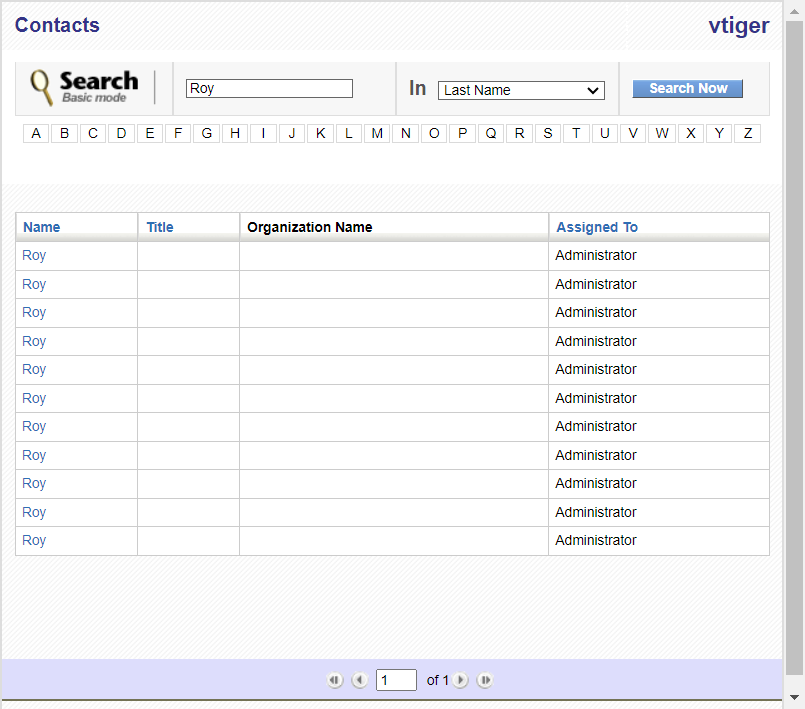 Contacts vtiger
Search
Basic mode
Roy In Last Name Search Now
A B C D E F G H I J K L M N O P Q R S T U V W X Y Z
Name Title Organization Name Assigned To
Roy Administrator
Roy Administrator
Roy Administrator
Roy Administrator
Roy Administrator
Roy Administrator
Roy Administrator
Roy Administrator
Roy Administrator
Roy Administrator
Roy Administrator
1 of 1